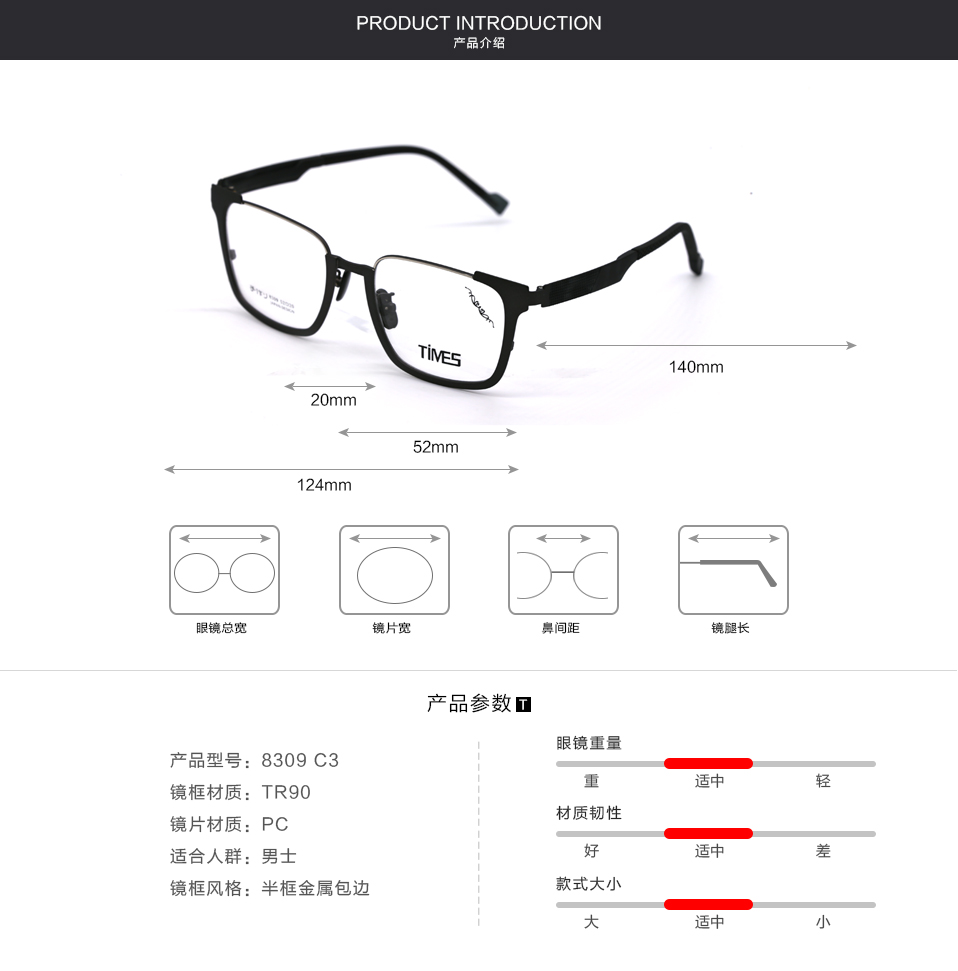 PRODUCT INTRODUCTION
产品介绍
TiMES
140mm
20mm
52mm
124mm
眼镜总宽
镜片宽
鼻间距
镜腿长
产品参数 T
产品型号：8309 C3
镜框材质：TR90
镜片材质：PC
适合人群：男士
镜框风格：半框金属包边
眼镜重量
重 适中 轻
材质韧性
好 适中 差
款式大小
大 适中 小